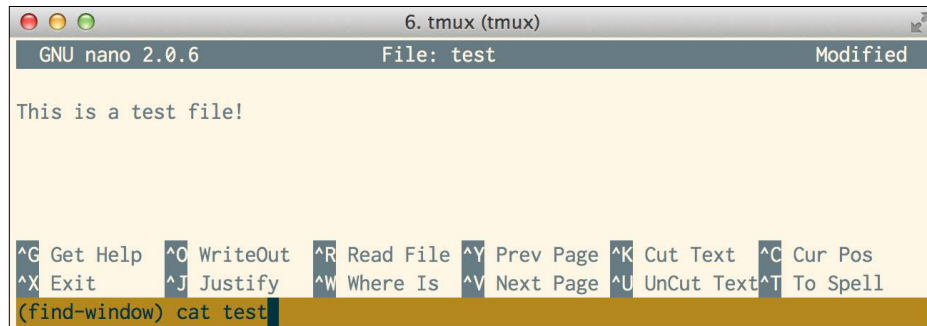 6. tmux (tmux)
GNU nano 2.0.6 File: test Modified
This is a test file!
^G Get Help ^O WriteOut ^R Read File ^Y Prev Page ^K Cut Text ^C Cur Pos
^X Exit ^J Justify ^W Where Is ^V Next Page ^U UnCut Text ^T To Spell
(find-window) cat test